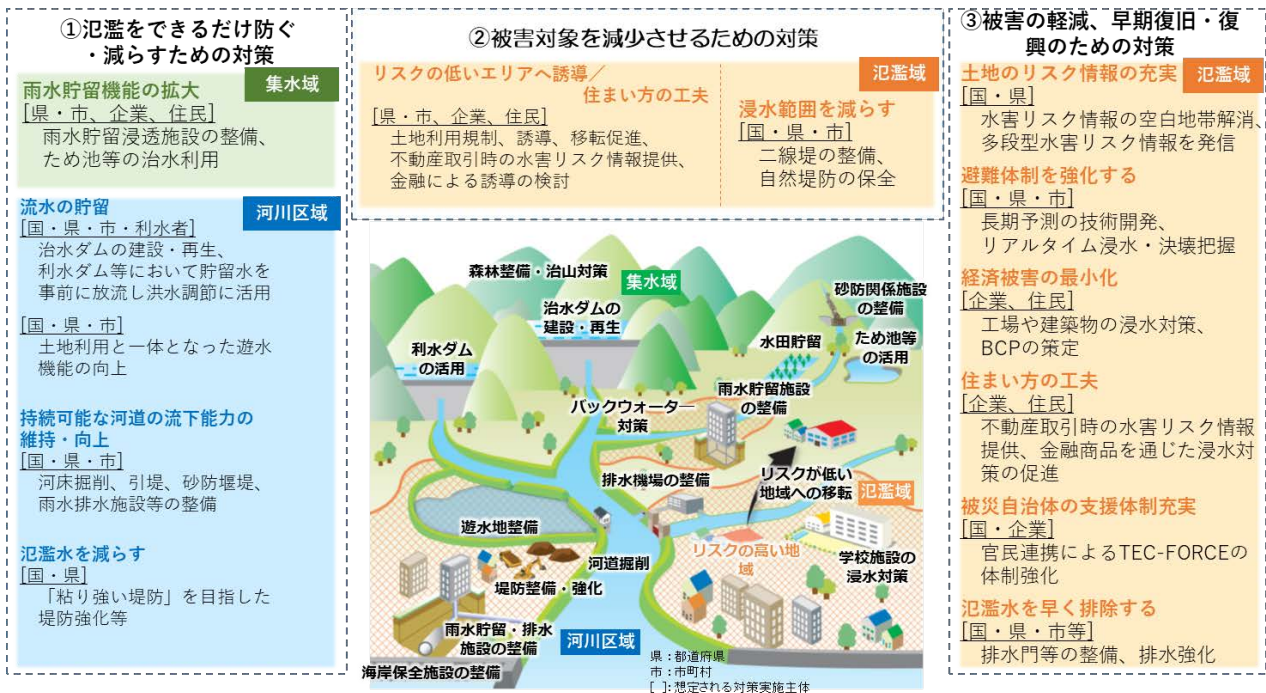 ①氾濫をできるだけ防ぐ
・減らすための対策
集水域
雨水貯留機能の拡大
[県・市、企業、住民]
雨水貯留浸透施設の整備、
ため池等の治水利用
河川区域
流水の貯留
[国・県・市・利水者]
治水ダムの建設・再生、
利水ダム等において貯留水を
事前に放流し洪水調節に活用
[国・県・市]
土地利用と一体となった遊水
機能の向上
持続可能な河道の流下能力の
維持・向上
[国・県・市]
河床掘削、引堤、砂防堰堤、
雨水排水施設等の整備
氾濫水を減らす
[国・県]
「粘り強い堤防」を目指した
堤防強化等
②被害対象を減少させるための対策
リスクの低いエリアへ誘導／
住まい方の工夫
[県・市、企業、住民]
土地利用規制、誘導、移転促進、
不動産取引時の水害リスク情報提供、
金融による誘導の検討
氾濫域
浸水範囲を減らす
[国・県・市]
二線堤の整備、
自然堤防の保全
森林整備・治山対策
集水域
治水ダムの
建設・再生
利水ダム
の活用
砂防関係施設
の整備
水田貯留
ため池等
の活用
バックウォーター
対策
雨水貯留施設
の整備
排水機場の整備
リスクが低い
地域への移転
氾濫域
遊水地整備
河道掘削
リスクの高い地
域
学校施設の
浸水対策
堤防整備・強化
雨水貯留・排水
施設の整備
河川区域
海岸保全施設の整備
県：都道府県
市：市町村
[ ]:想定される対策実施主体
③被害の軽減、早期復旧・復
興のための対策
土地のリスク情報の充実
氾濫域
[国・県]
水害リスク情報の空白地帯解消、
多段型水害リスク情報を発信
避難体制を強化する
[国・県・市]
長期予測の技術開発、
リアルタイム浸水・決壊把握
経済被害の最小化
[企業、住民]
工場や建築物の浸水対策、
BCPの策定
住まい方の工夫
[企業、住民]
不動産取引時の水害リスク情報
提供、金融商品を通じた浸水対
策の促進
被災自治体の支援体制充実
[国・企業]
官民連携によるTEC-FORCEの
体制強化
氾濫水を早く排除する
[国・県・市等]
排水門等の整備、排水強化